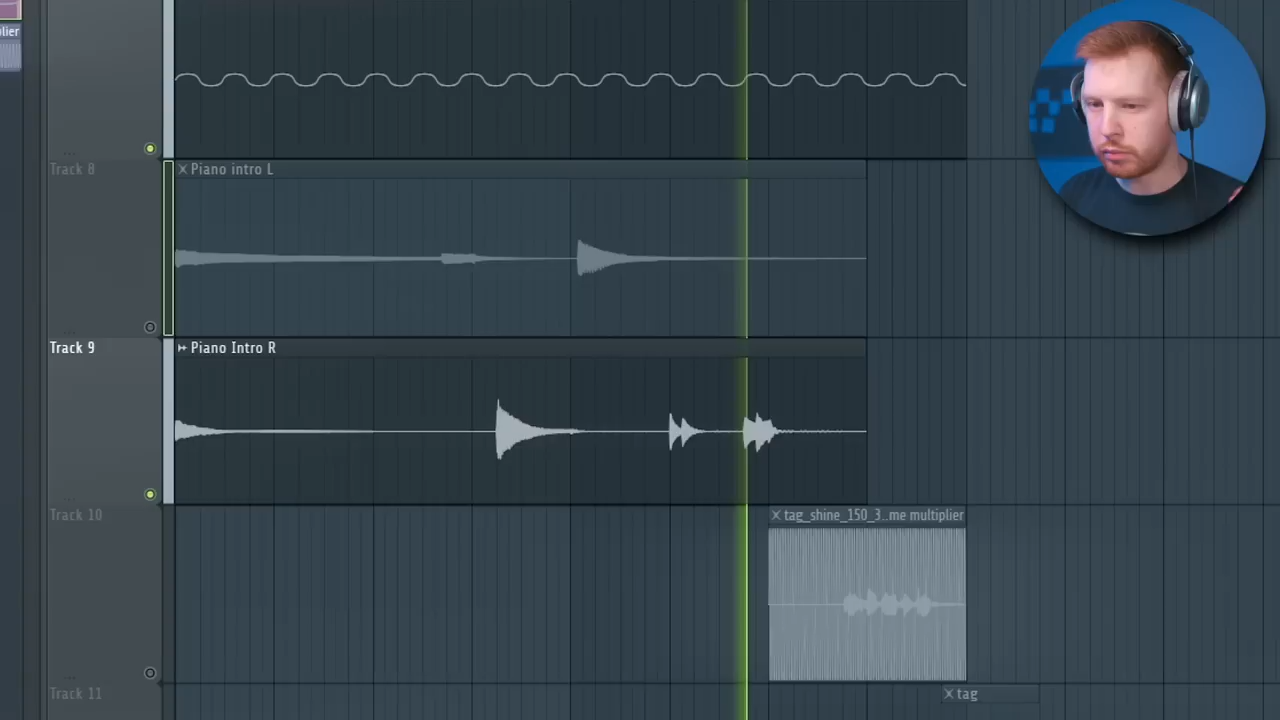 lier
Track 8
Piano intro L
Track 9
Piano Intro R
Track 10
tag_shine_150_3..me multiplier
Track 11
tag